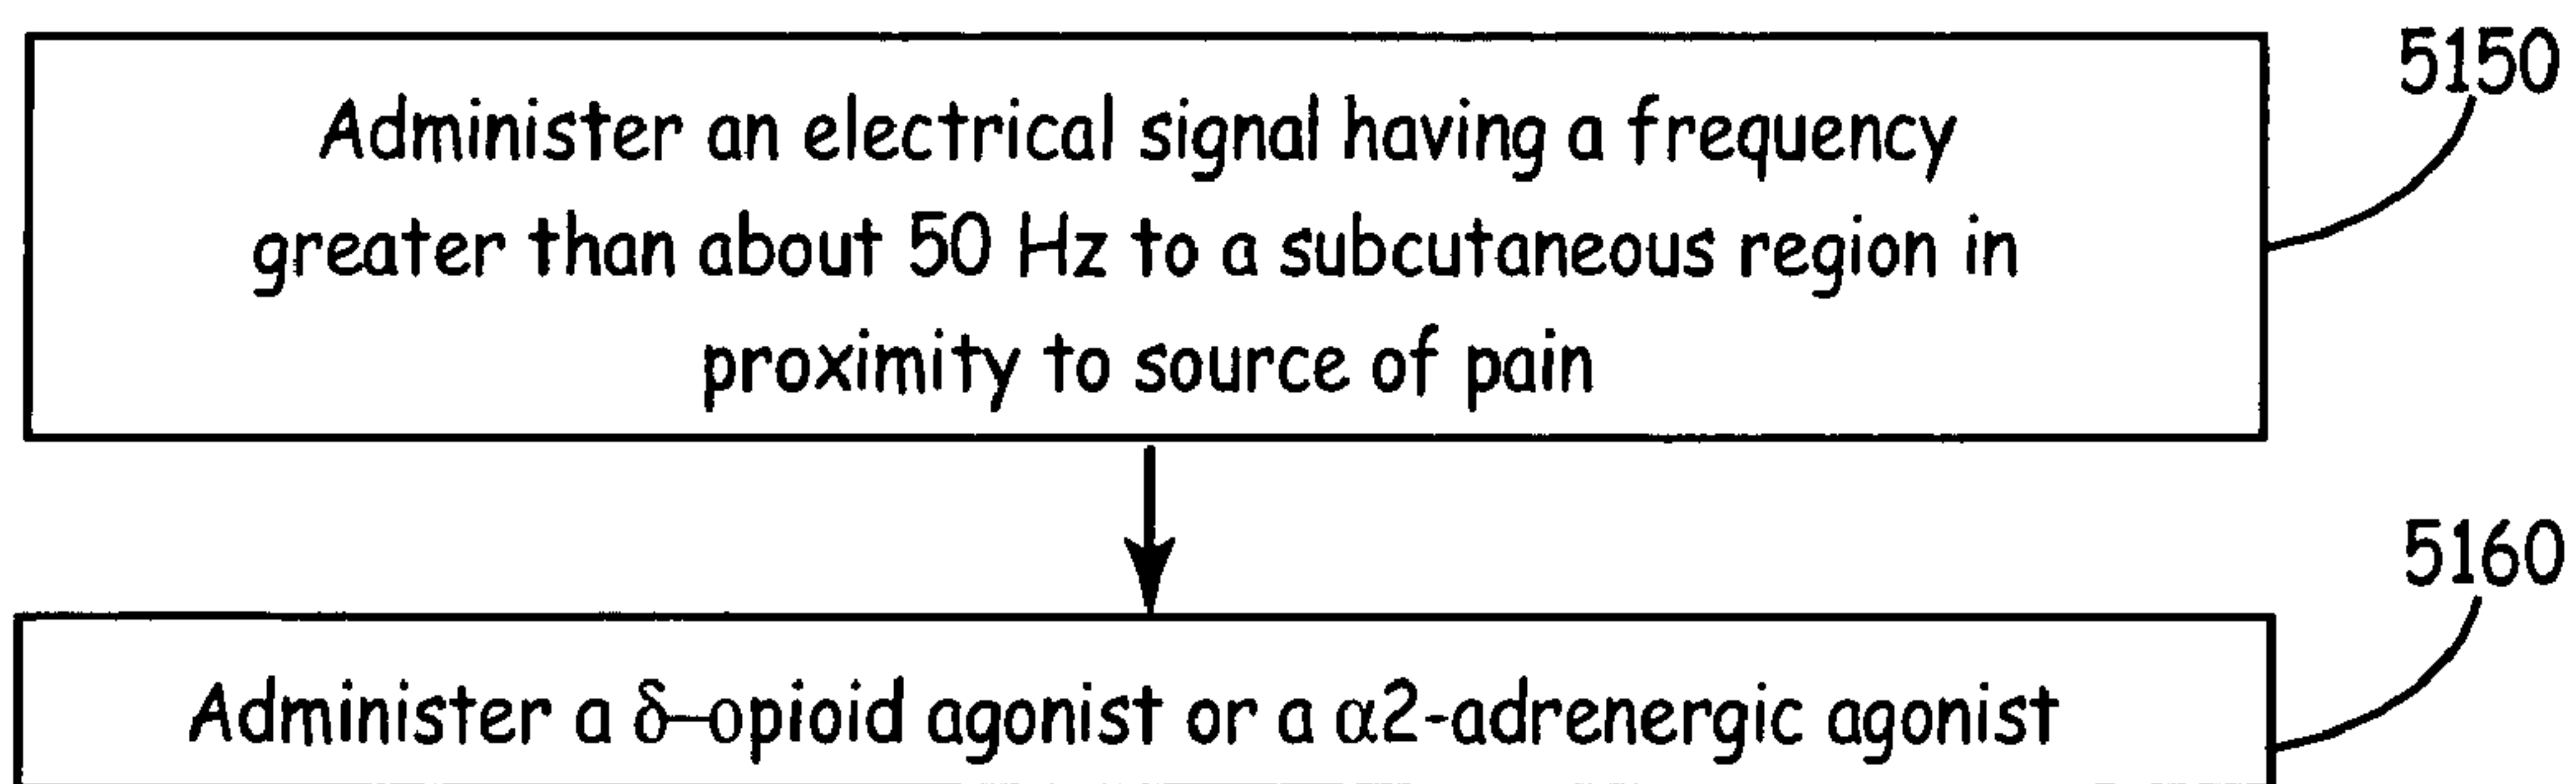 5150
Administer an electrical signal having a frequency
greater than about 50 Hz to a subcutaneous region in
proximity to source of pain
5160
Administer a δ–opioid agonist or a α2-adrenergic agonist